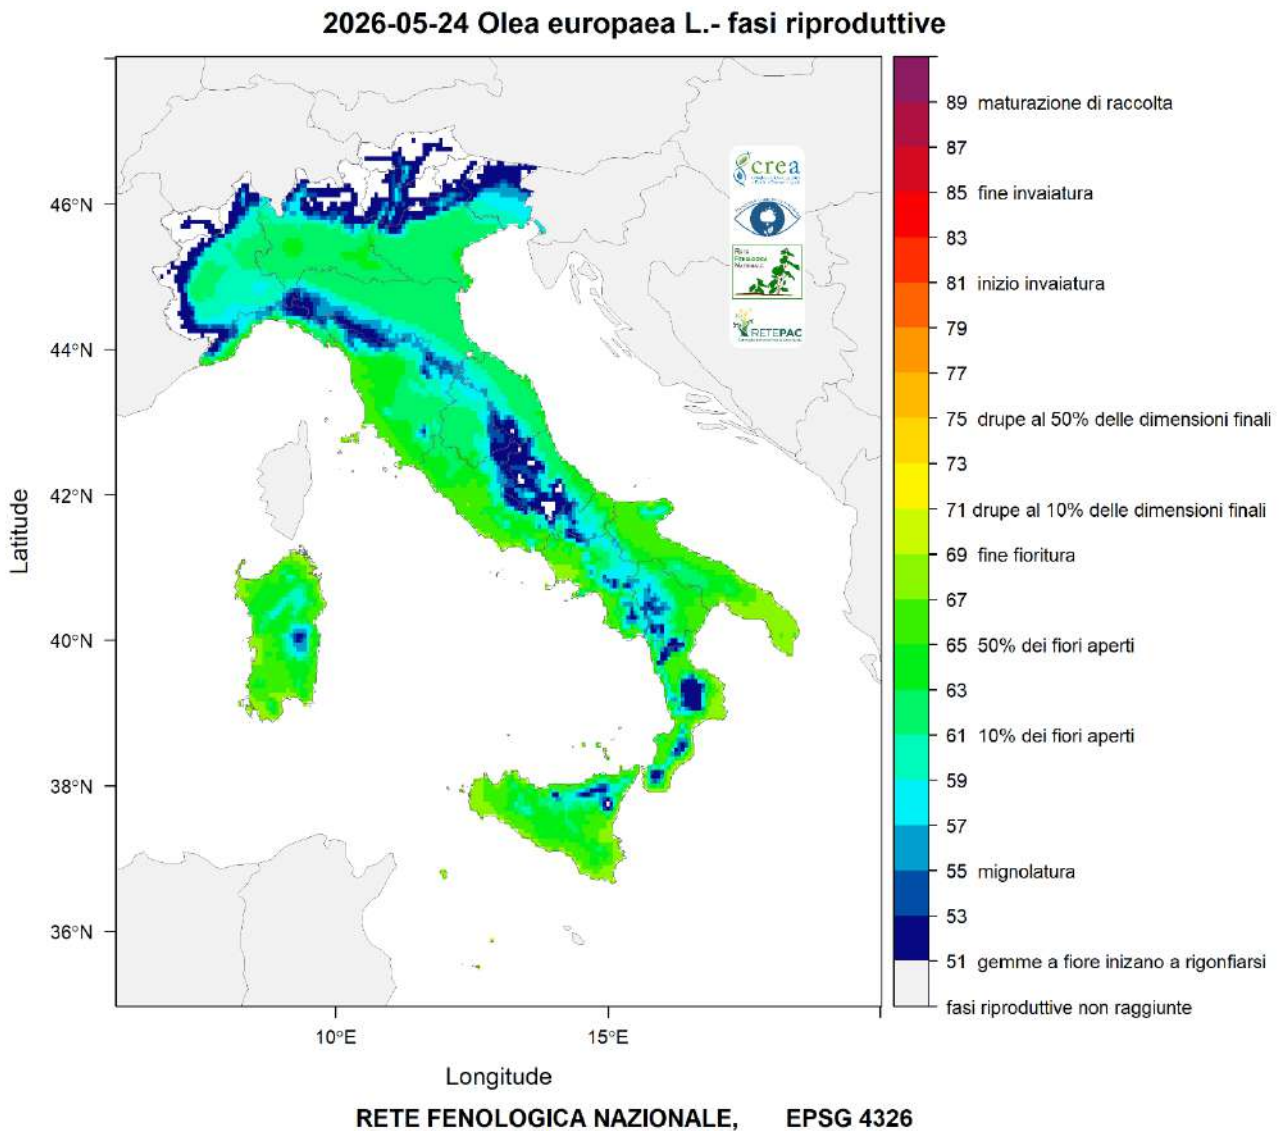 2026-05-24 Olea europaea L.- fasi riproduttive
crea
RETE
FENOLOGICA
NAZIONALE
RETEPAC
89 maturazione di raccolta
87
85 fine invaiatura
83
81 inizio invaiatura
79
77
75 drupe al 50% delle dimensioni finali
73
71 drupe al 10% delle dimensioni finali
69 fine fioritura
67
65 50% dei fiori aperti
63
61 10% dei fiori aperti
59
57
55 mignolatura
53
51 gemme a fiore inizano a rigonfiarsi
fasi riproduttive non raggiunte
46°N
44°N
42°N
40°N
38°N
36°N
Latitude
10°E
15°E
Longitude
RETE FENOLOGICA NAZIONALE, EPSG 4326